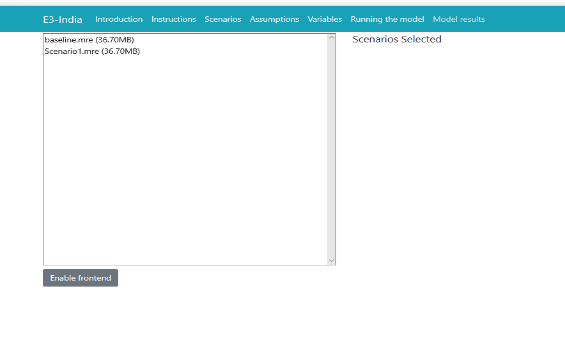 E3-India Introduction Instructions Scenarios Assumptions Variables Running the model Model results
baseline.mre (36.70MB)
Scenario1.mre (36.70MB)
Scenarios Selected
Enable frontend